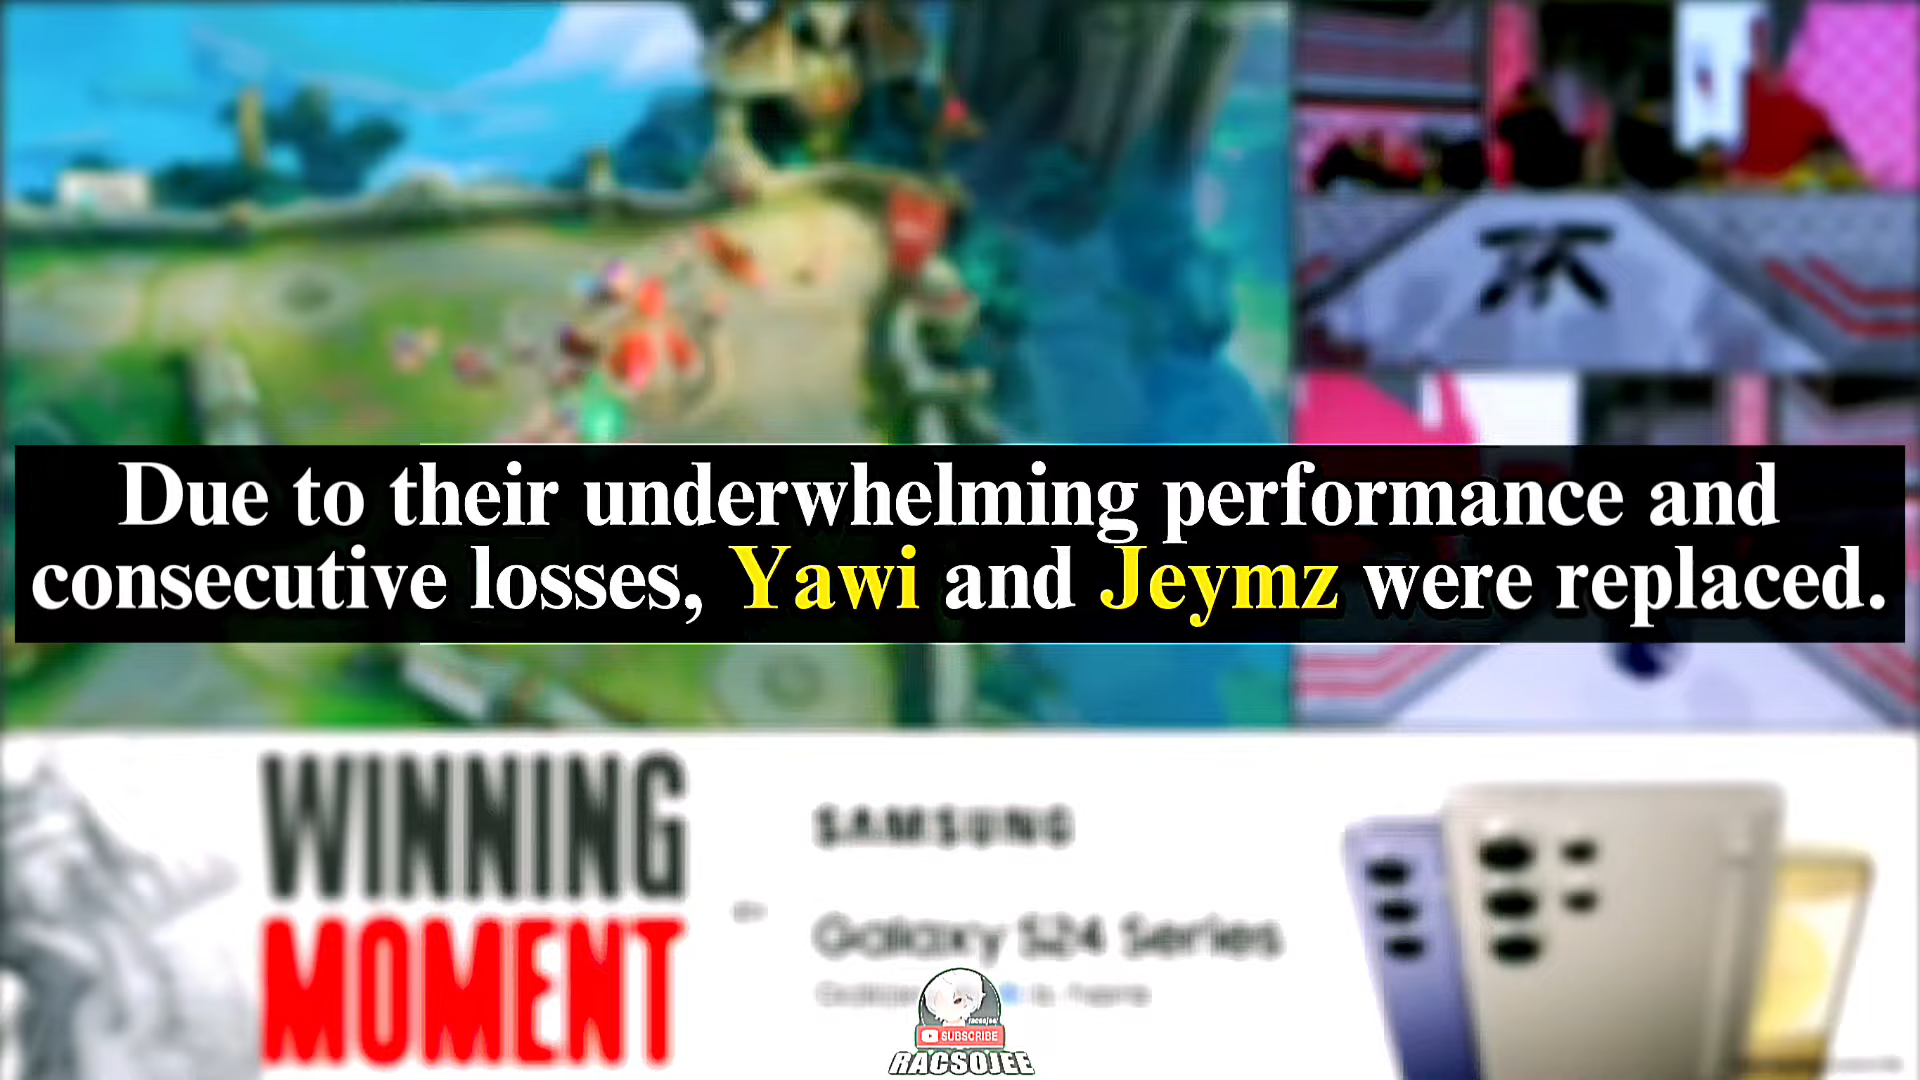 Due to their underwhelming performance and
consecutive losses, Yawi and Jeymz were replaced.
WINNING
MOMENT
SAMSUNG
Galaxy S24 Series
SUBSCRIBE
RACSOJEE